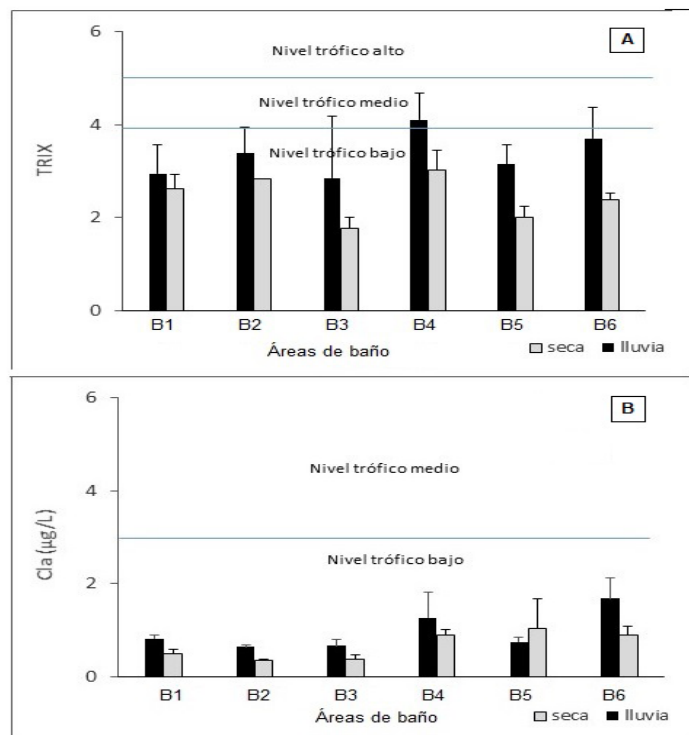 A
6
Nivel trófico alto
Nivel trófico medio
4
Nivel trófico bajo
TRIX
2
0
B1 B2 B3 B4 B5 B6
Áreas de baño
seca lluvia
B
6
Nivel trófico medio
4
Cla (µg/L)
Nivel trófico bajo
2
0
B1 B2 B3 B4 B5 B6
Áreas de baño
seca lluvia